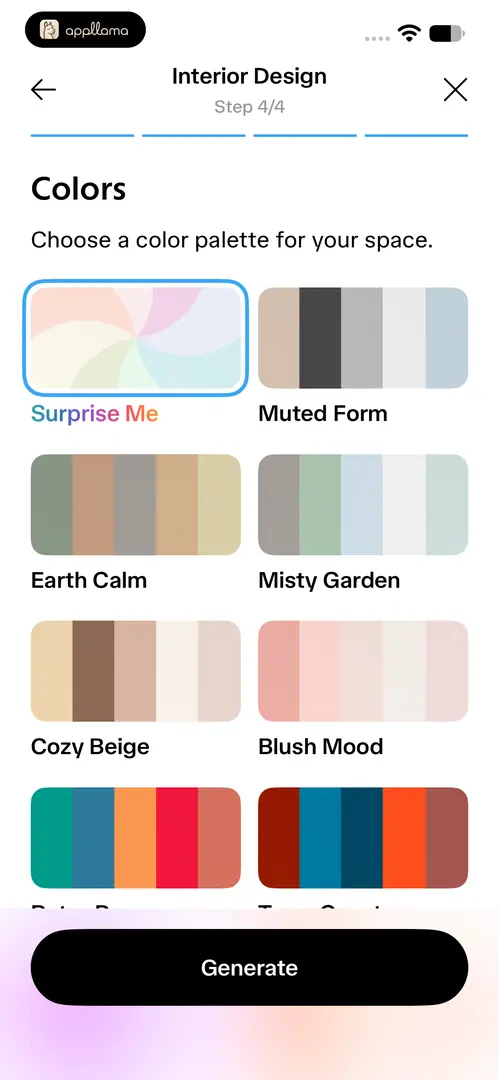 appllama
Interior Design
Step 4/4
Colors
Choose a color palette for your space.
Surprise Me
Muted Form
Earth Calm
Misty Garden
Cozy Beige
Blush Mood
Generate